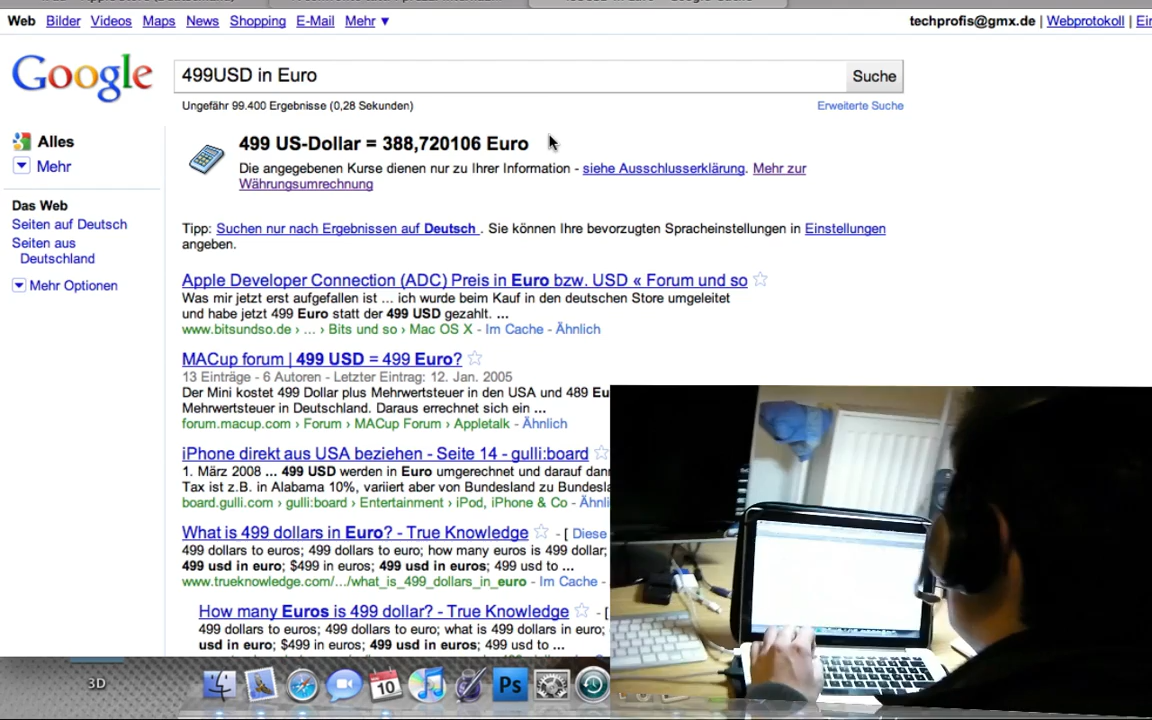 Web Bilder Videos Maps News Shopping E-Mail Mehr ▼
techprofis@gmx.de | Webprotokoll |
Google
499USD in Euro
Suche
Ungefähr 99.400 Ergebnisse (0,28 Sekunden)
Erweiterte Suche
Alles
Mehr
Das Web
Seiten auf Deutsch
Seiten aus
Deutschland
Mehr Optionen
499 US-Dollar = 388,720106 Euro
Die angegebenen Kurse dienen nur zu Ihrer Information - siehe Ausschlusserklärung. Mehr zur
Währungsumrechnung
Tipp: Suchen nur nach Ergebnissen auf Deutsch . Sie können Ihre bevorzugten Spracheinstellungen in Einstellungen
angeben.
Apple Developer Connection (ADC) Preis in Euro bzw. USD « Forum und so
Was mir jetzt erst aufgefallen ist ... ich wurde beim Kauf in den deutschen Store umgeleitet
und habe jetzt 499 Euro statt der 499 USD gezahlt. ...
www.bitsundso.de › ... › Bits und so › Mac OS X - Im Cache - Ähnlich
MACup forum | 499 USD = 499 Euro?
13 Einträge - 6 Autoren - Letzter Eintrag: 12. Jan. 2005
Der Mini kostet 499 Dollar plus Mehrwertsteuer in den USA und 489 Eu
Mehrwertsteuer in Deutschland. Daraus errechnet sich ein ...
forum.macup.com › Forum › MACup Forum › Appletalk - Ähnlich
iPhone direkt aus USA beziehen - Seite 14 - gulli:board
1. März 2008 ... 499 USD werden in Euro umgerechnet und darauf dann
Tax ist z.B. in Alabama 10%, variiert aber von Bundesland zu Bundesla
board.gulli.com › gulli:board › Entertainment › iPod, iPhone & Co - Ähnli
What is 499 dollars in Euro? - True Knowledge - [ Diese
499 dollars to euros; 499 dollars to euro; how many euros is 499 dollar;
499 usd in euro; $499 in euros; 499 usd in euros; 499 usd to ...
www.trueknowledge.com/.../what_is_499_dollars_in_euro - Im Cache -
How many Euros is 499 dollar? - True Knowledge - [
499 dollars to euros; 499 dollars to euro; what is 499 dollars in euro;
usd in euro; $499 in euros; 499 usd in euros; 499 usd to ...
3D
10
Ps